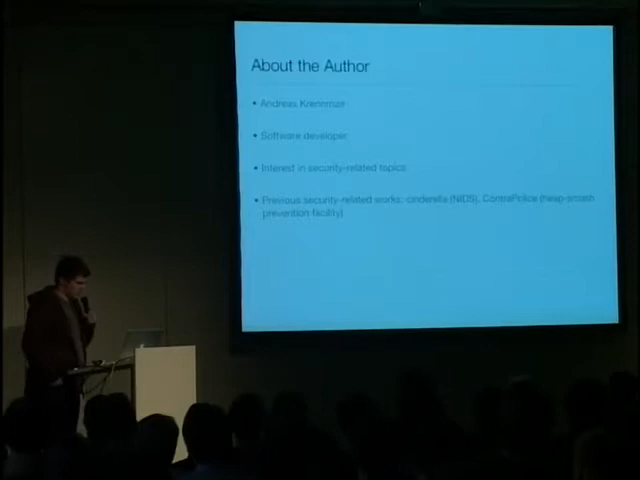 About the Author
• Andreas Krennmair
• Software developer
• Interest in security-related topics
• Previous security-related works: cinderella (NIDS), ContraPolice (heap-smash
prevention facility)